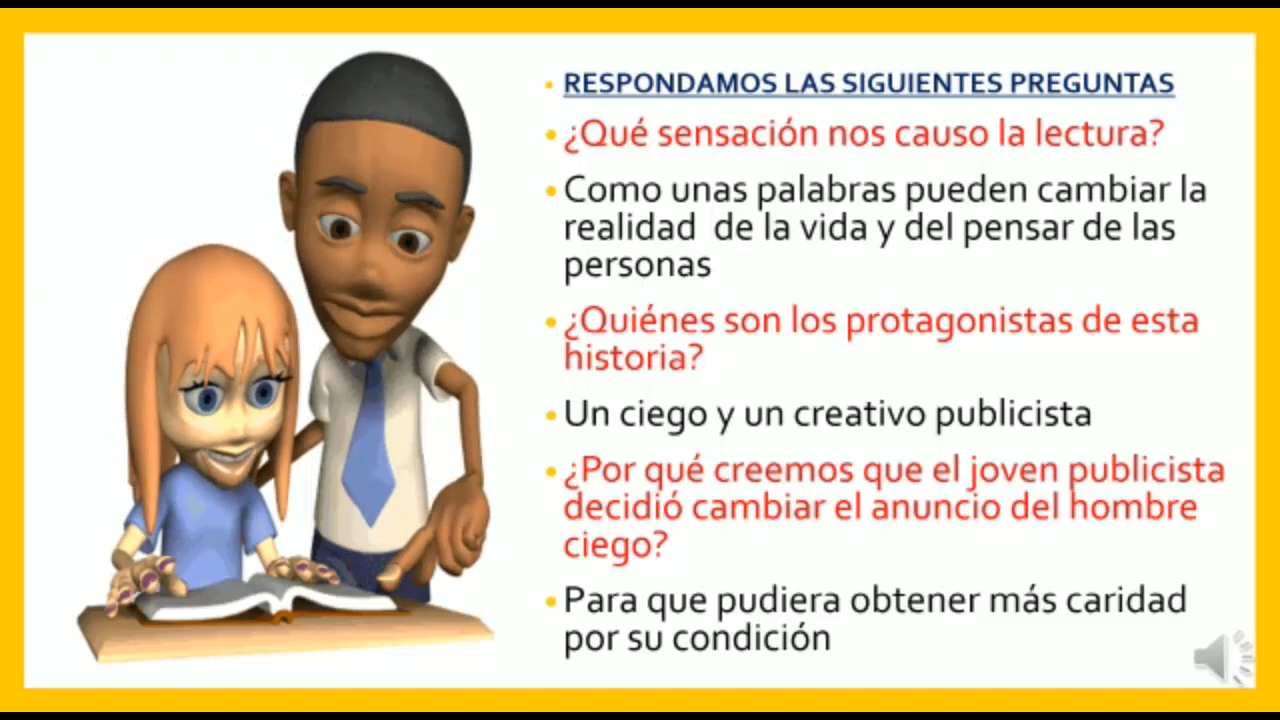 • RESPONDAMOS LAS SIGUIENTES PREGUNTAS
• ¿Qué sensación nos causo la lectura?
• Como unas palabras pueden cambiar la
realidad de la vida y del pensar de las
personas
• ¿Quiénes son los protagonistas de esta
historia?
• Un ciego y un creativo publicista
• ¿Por qué creemos que el joven publicista
decidió cambiar el anuncio del hombre
ciego?
• Para que pudiera obtener más caridad
por su condición